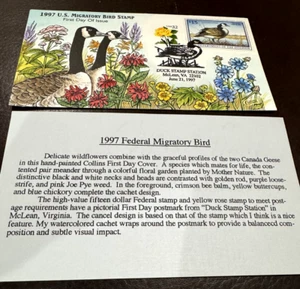 1997 U.S. MIGRATORY BIRD STAMP
First Day Of Issue
DUCK STAMP STATION
McLean, VA 22102
June 21, 1997
1997 Federal Migratory Bird
Delicate wildflowers combine with the graceful profiles of the two Canada Geese
in this hand-painted Collins First Day Cover. A species which mates for life, the con-
tented pair meander through a colorful floral garden planted by Mother Nature. The
distinctive black and white necks and heads are contrasted with golden rod, purple loose-
strife, and pink Joe Pye weed. In the foreground, crimson bee balm, yellow buttercups,
and blue chickory complete the cachet design.
The high-value fifteen dollar Federal stamp and yellow rose stamp to meet post-
age requirements have a pictorial First Day postmark from "Duck Stamp Station" in
McLean, Virginia. The cancel design is based on that of the stamp which I think is a nice
feature. My watercolored cachet wraps around the postmark to provide a balanced com-
position and subtle visual impact.